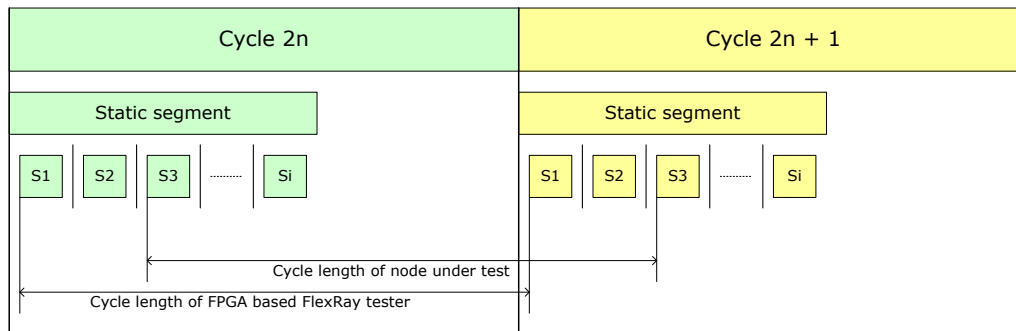 Cycle 2n
Cycle 2n + 1
Static segment
Static segment
S1 S2 S3 .......... Si S1 S2 S3 .......... Si
Cycle length of node under test
Cycle length of FPGA based FlexRay tester